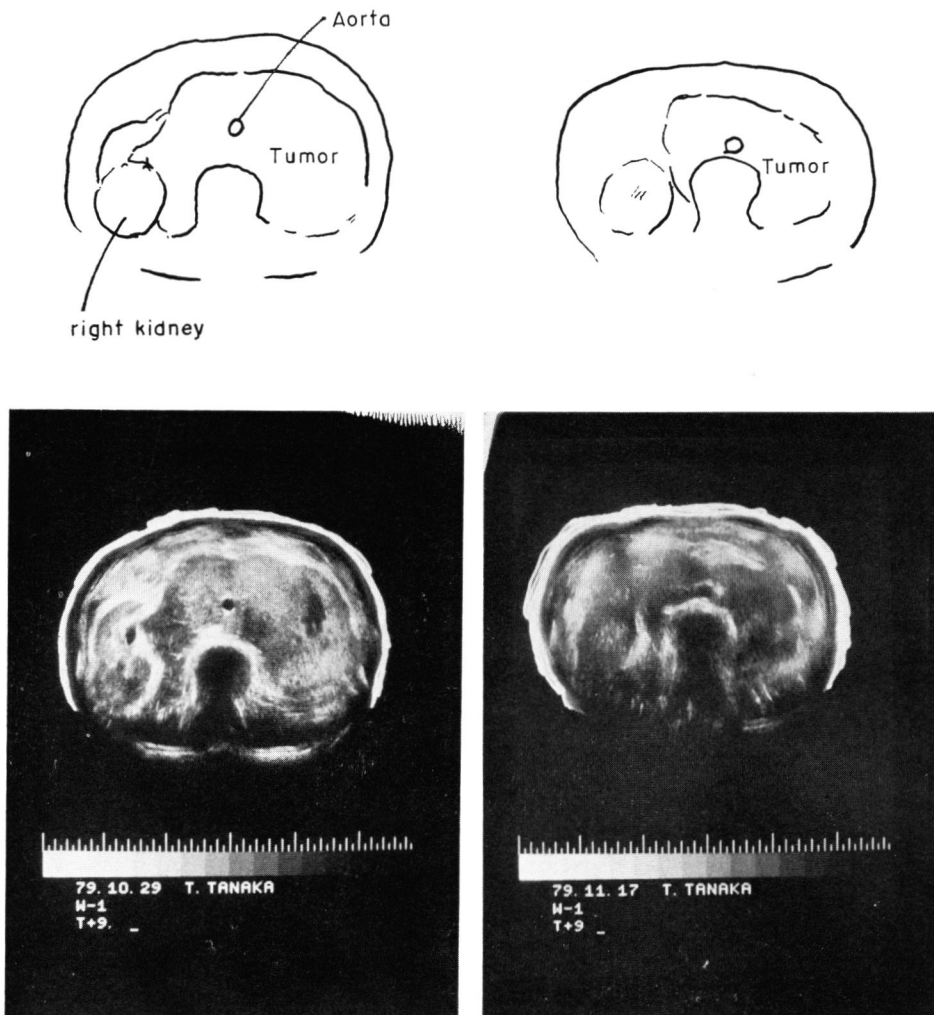 Aorta
Tumor
right kidney
Tumor
79.10.29 T. TANAKA
W-1
T+9. _
79.11.17 T. TANAKA
W-1
T+9 _